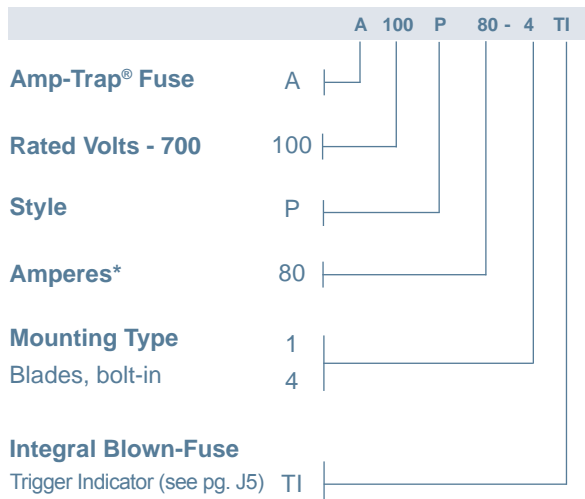 A 100 P 80 - 4 TI
Amp-Trap® Fuse A
Rated Volts - 700 100
Style P
Amperes* 80
Mounting Type 1
Blades, bolt-in 4
Integral Blown-Fuse
Trigger Indicator (see pg. J5) TI